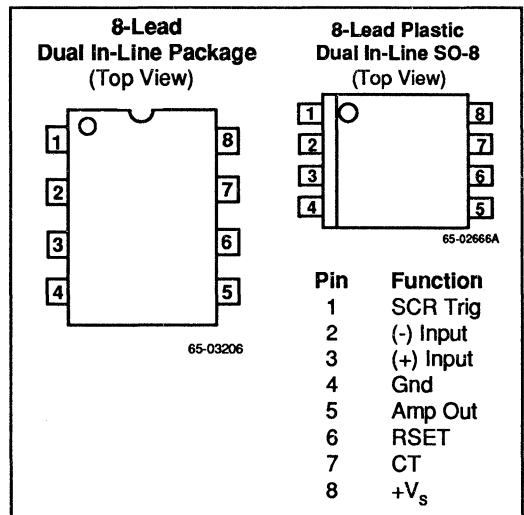 8-Lead
Dual In-Line Package
(Top View)
1 8
2 7
3 6
4 5
65-03206
8-Lead Plastic
Dual In-Line SO-8
(Top View)
1 8
2 7
3 6
4 5
65-02666A
Pin Function
1 SCR Trig
2 (-) Input
3 (+) Input
4 Gnd
5 Amp Out
6 RSET
7 CT
8 +Vs